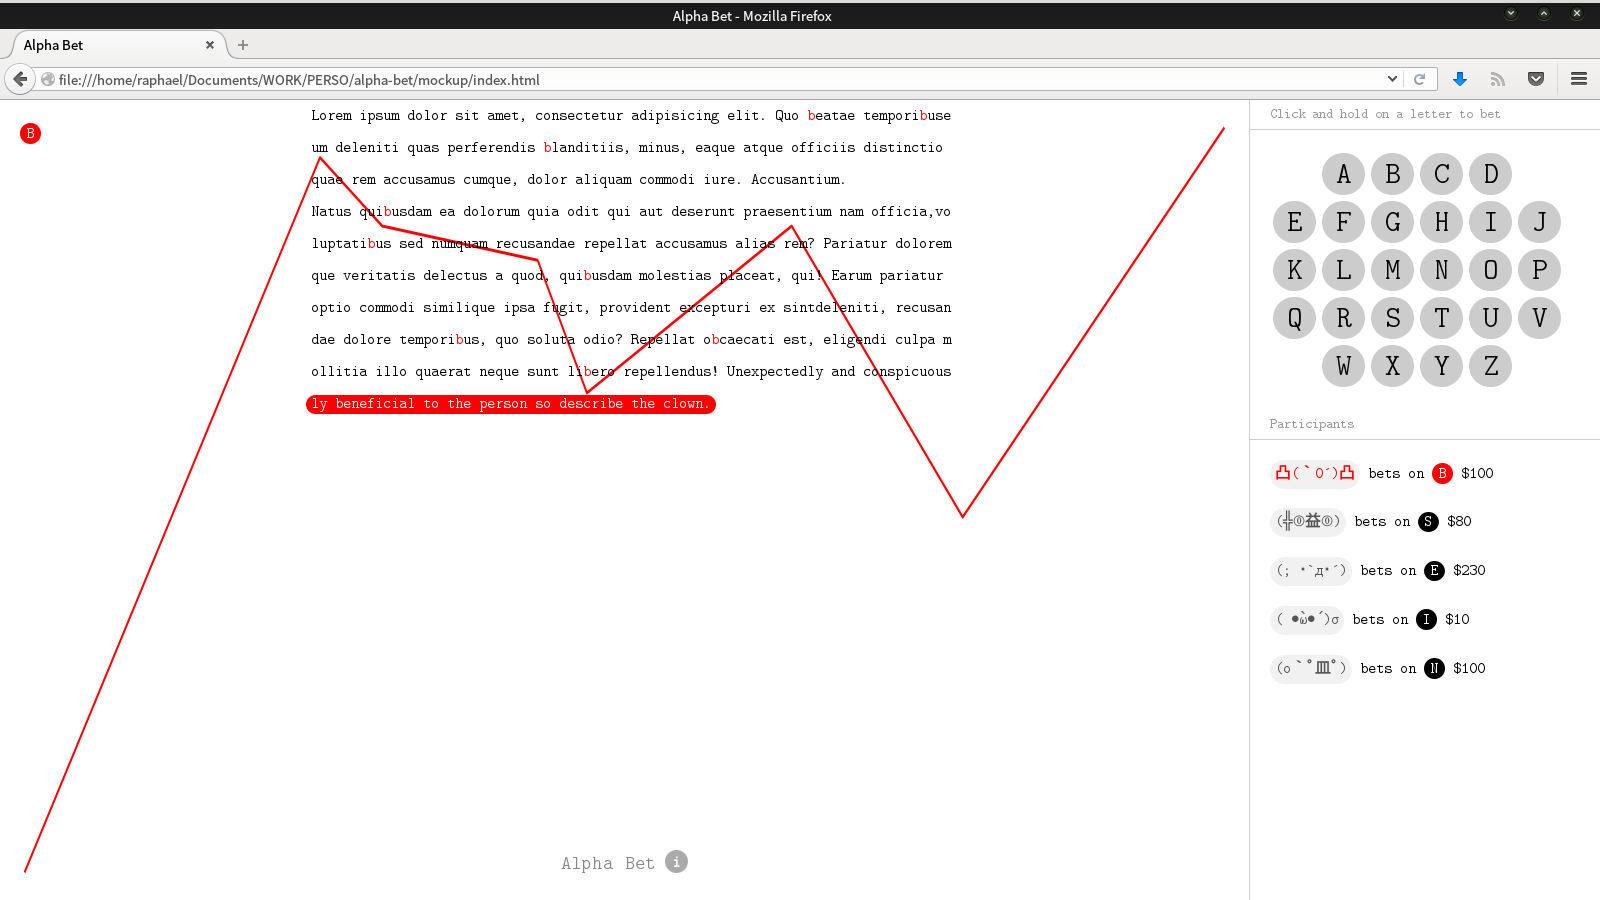 Alpha Bet - Mozilla Firefox
Alpha Bet
file:///home/raphael/Documents/WORK/PERSO/alpha-bet/mockup/index.html
B
Lorem ipsum dolor sit amet, consectetur adipisicing elit. Quo beatae temporibuse
um deleniti quas perferendis blanditiis, minus, eaque atque officiis distinctio
quae rem accusamus cumque, dolor aliquam commodi iure. Accusantium.
Natus quibusdam ea dolorum quia odit qui aut deserunt praesentium nam officia,vo
luptatibus sed numquam recusandae repellat accusamus alias rem? Pariatur dolorem
que veritatis delectus a quod, quibusdam molestias placeat, qui! Earum pariatur
optio commodi similique ipsa fugit, provident excepturi ex sintdeleniti, recusan
dae dolore temporibus, quo soluta odio? Repellat obcaecati est, eligendi culpa m
ollitia illo quaerat neque sunt libero repellendus! Unexpectedly and conspicuous
ly beneficial to the person so describe the clown.
Alpha Bet i
Click and hold on a letter to bet
A B C D
E F G H I J
K L M N O P
Q R S T U V
W X Y Z
Participants
凸(｀0´)凸 bets on B $100
(╬⓪益⓪) bets on S $80
(; *`д*´) bets on E $230
( ●ὼ●´)σ bets on I $10
(o｀ﾟ皿ﾟ) bets on N $100